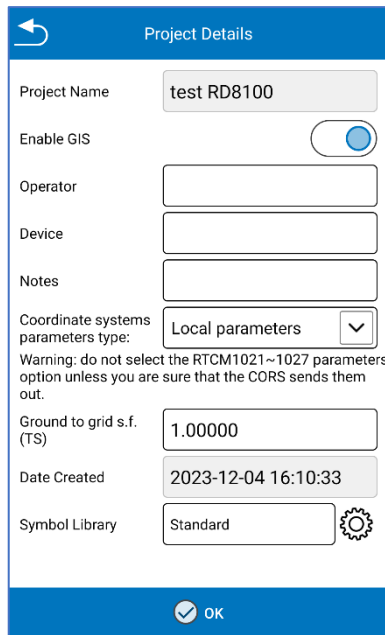 Project Details
Project Name
test RD8100
Enable GIS
Operator
Device
Notes
Coordinate systems
parameters type:
Local parameters
Warning: do not select the RTCM1021~1027 parameters
option unless you are sure that the CORS sends them
out.
Ground to grid s.f.
(TS)
1.00000
Date Created
2023-12-04 16:10:33
Symbol Library
Standard
OK